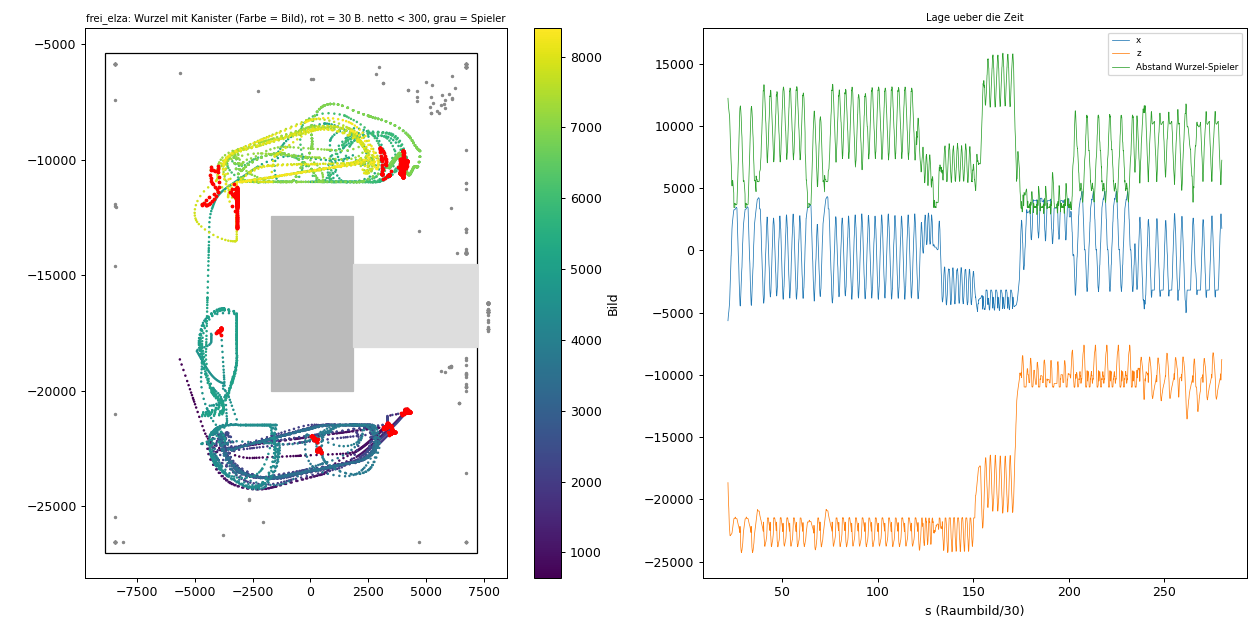 frei_elza: Wurzel mit Kanister (Farbe = Bild), rot = 30 B. netto < 300, grau = Spieler
−5000
−10000
−15000
−20000
−25000
−7500 −5000 −2500 0 2500 5000 7500
8000
7000
6000
5000
4000
3000
2000
1000
Bild
Lage ueber die Zeit
x
z
Abstand Wurzel-Spieler
15000
10000
5000
0
−5000
−10000
−15000
−20000
−25000
50 100 150 200 250
s (Raumbild/30)